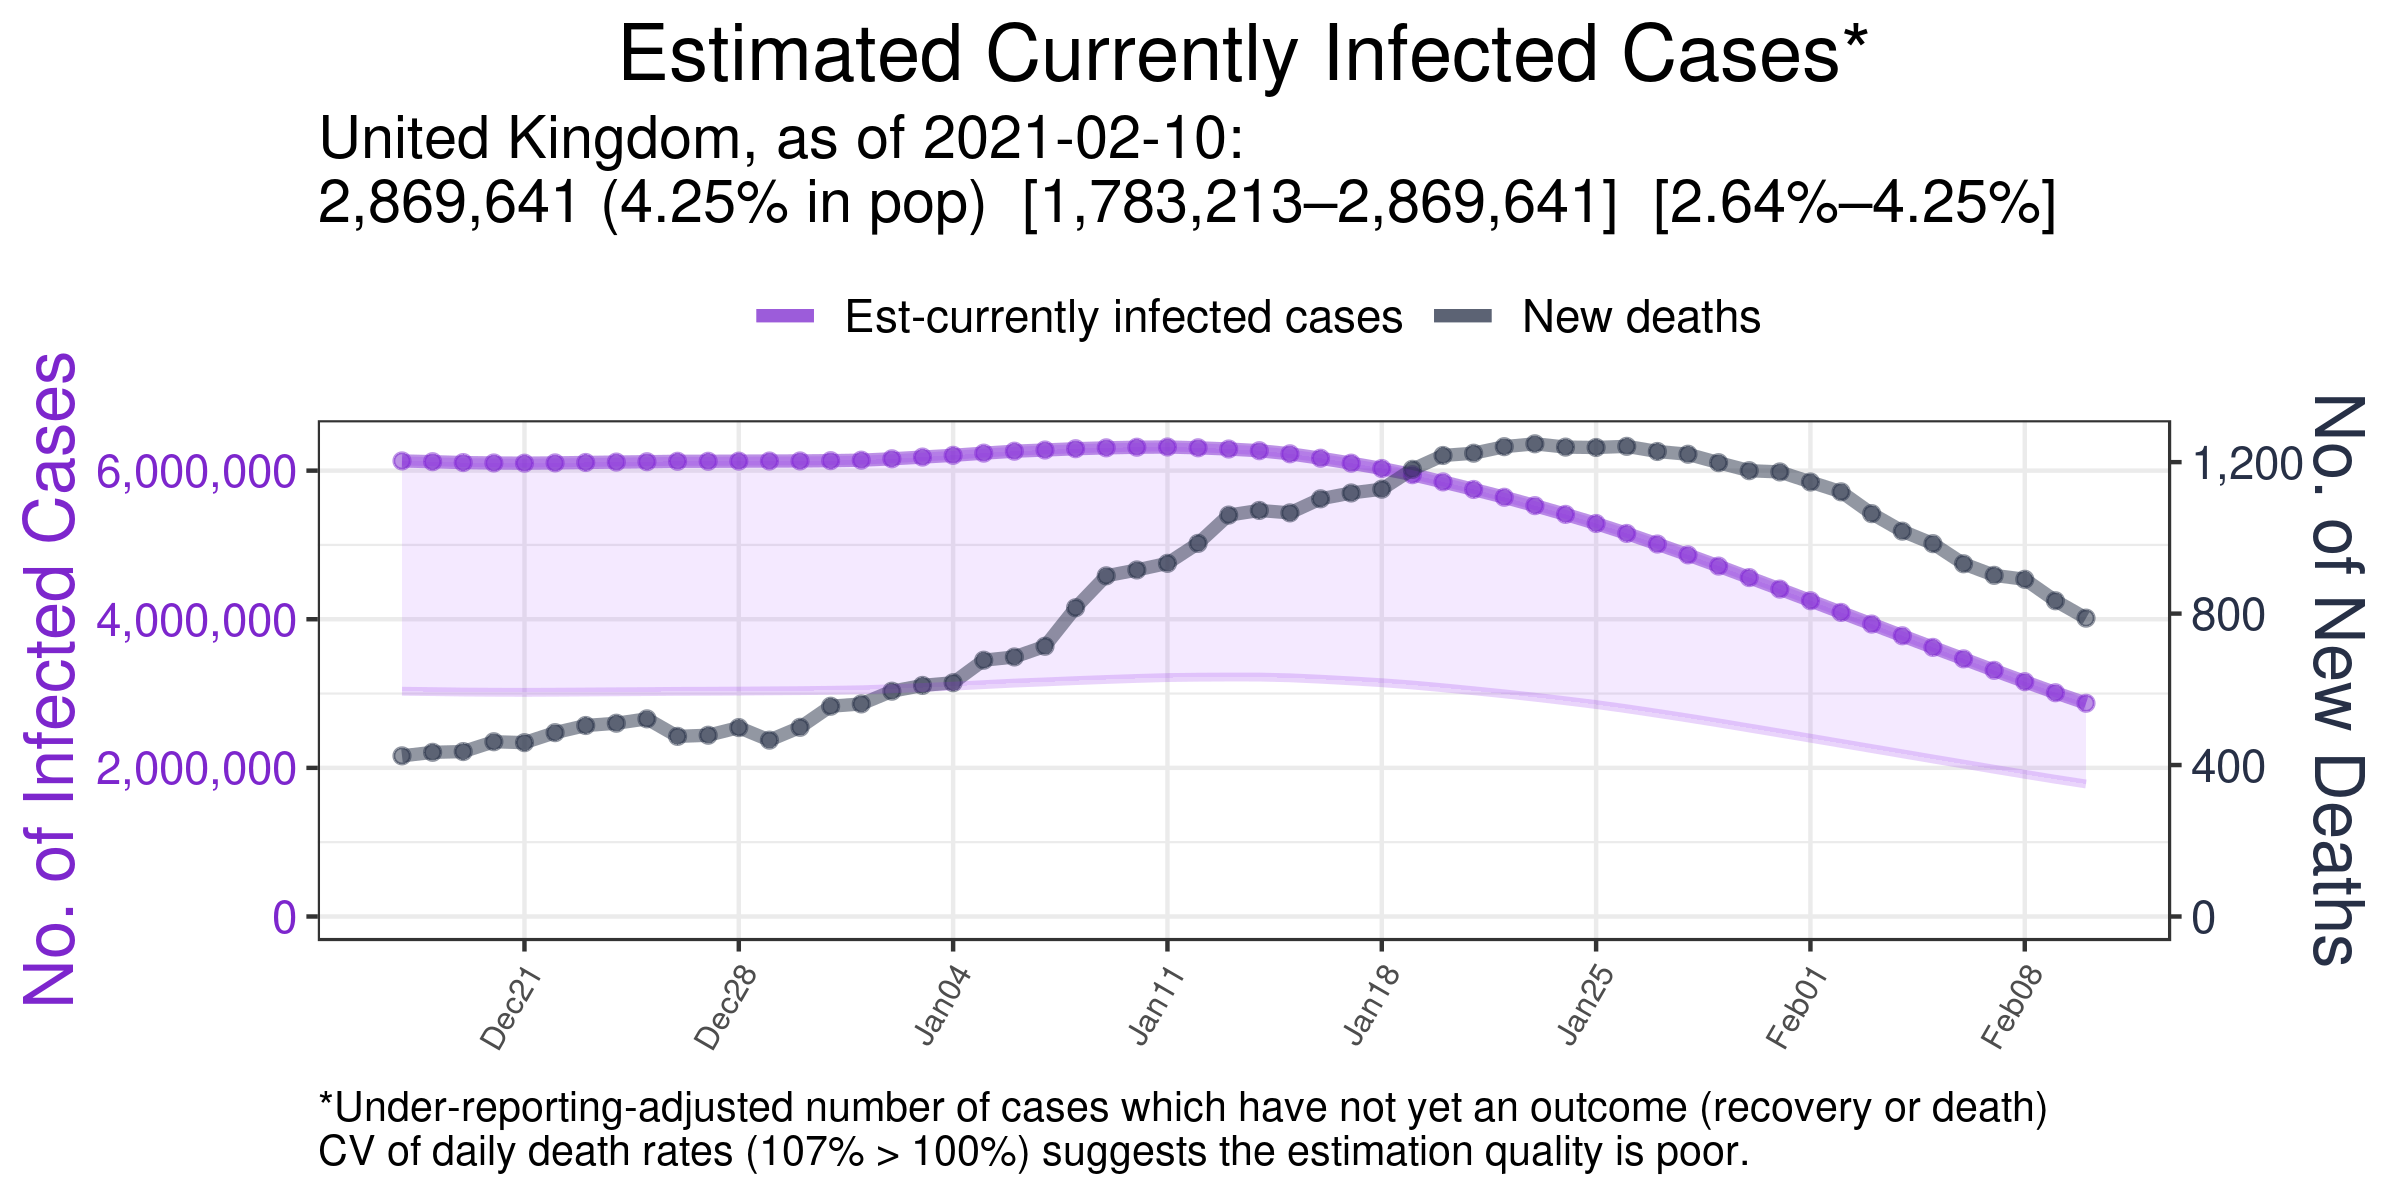 Estimated Currently Infected Cases*
United Kingdom, as of 2021-02-10:
2,869,641 (4.25% in pop) [1,783,213–2,869,641] [2.64%–4.25%]
Est-currently infected cases New deaths
No. of Infected Cases
6,000,000
4,000,000
2,000,000
0
1,200
800
400
0
No. of New Deaths
Dec21 Dec28 Jan04 Jan11 Jan18 Jan25 Feb01 Feb08
*Under-reporting-adjusted number of cases which have not yet an outcome (recovery or death)
CV of daily death rates (107% > 100%) suggests the estimation quality is poor.